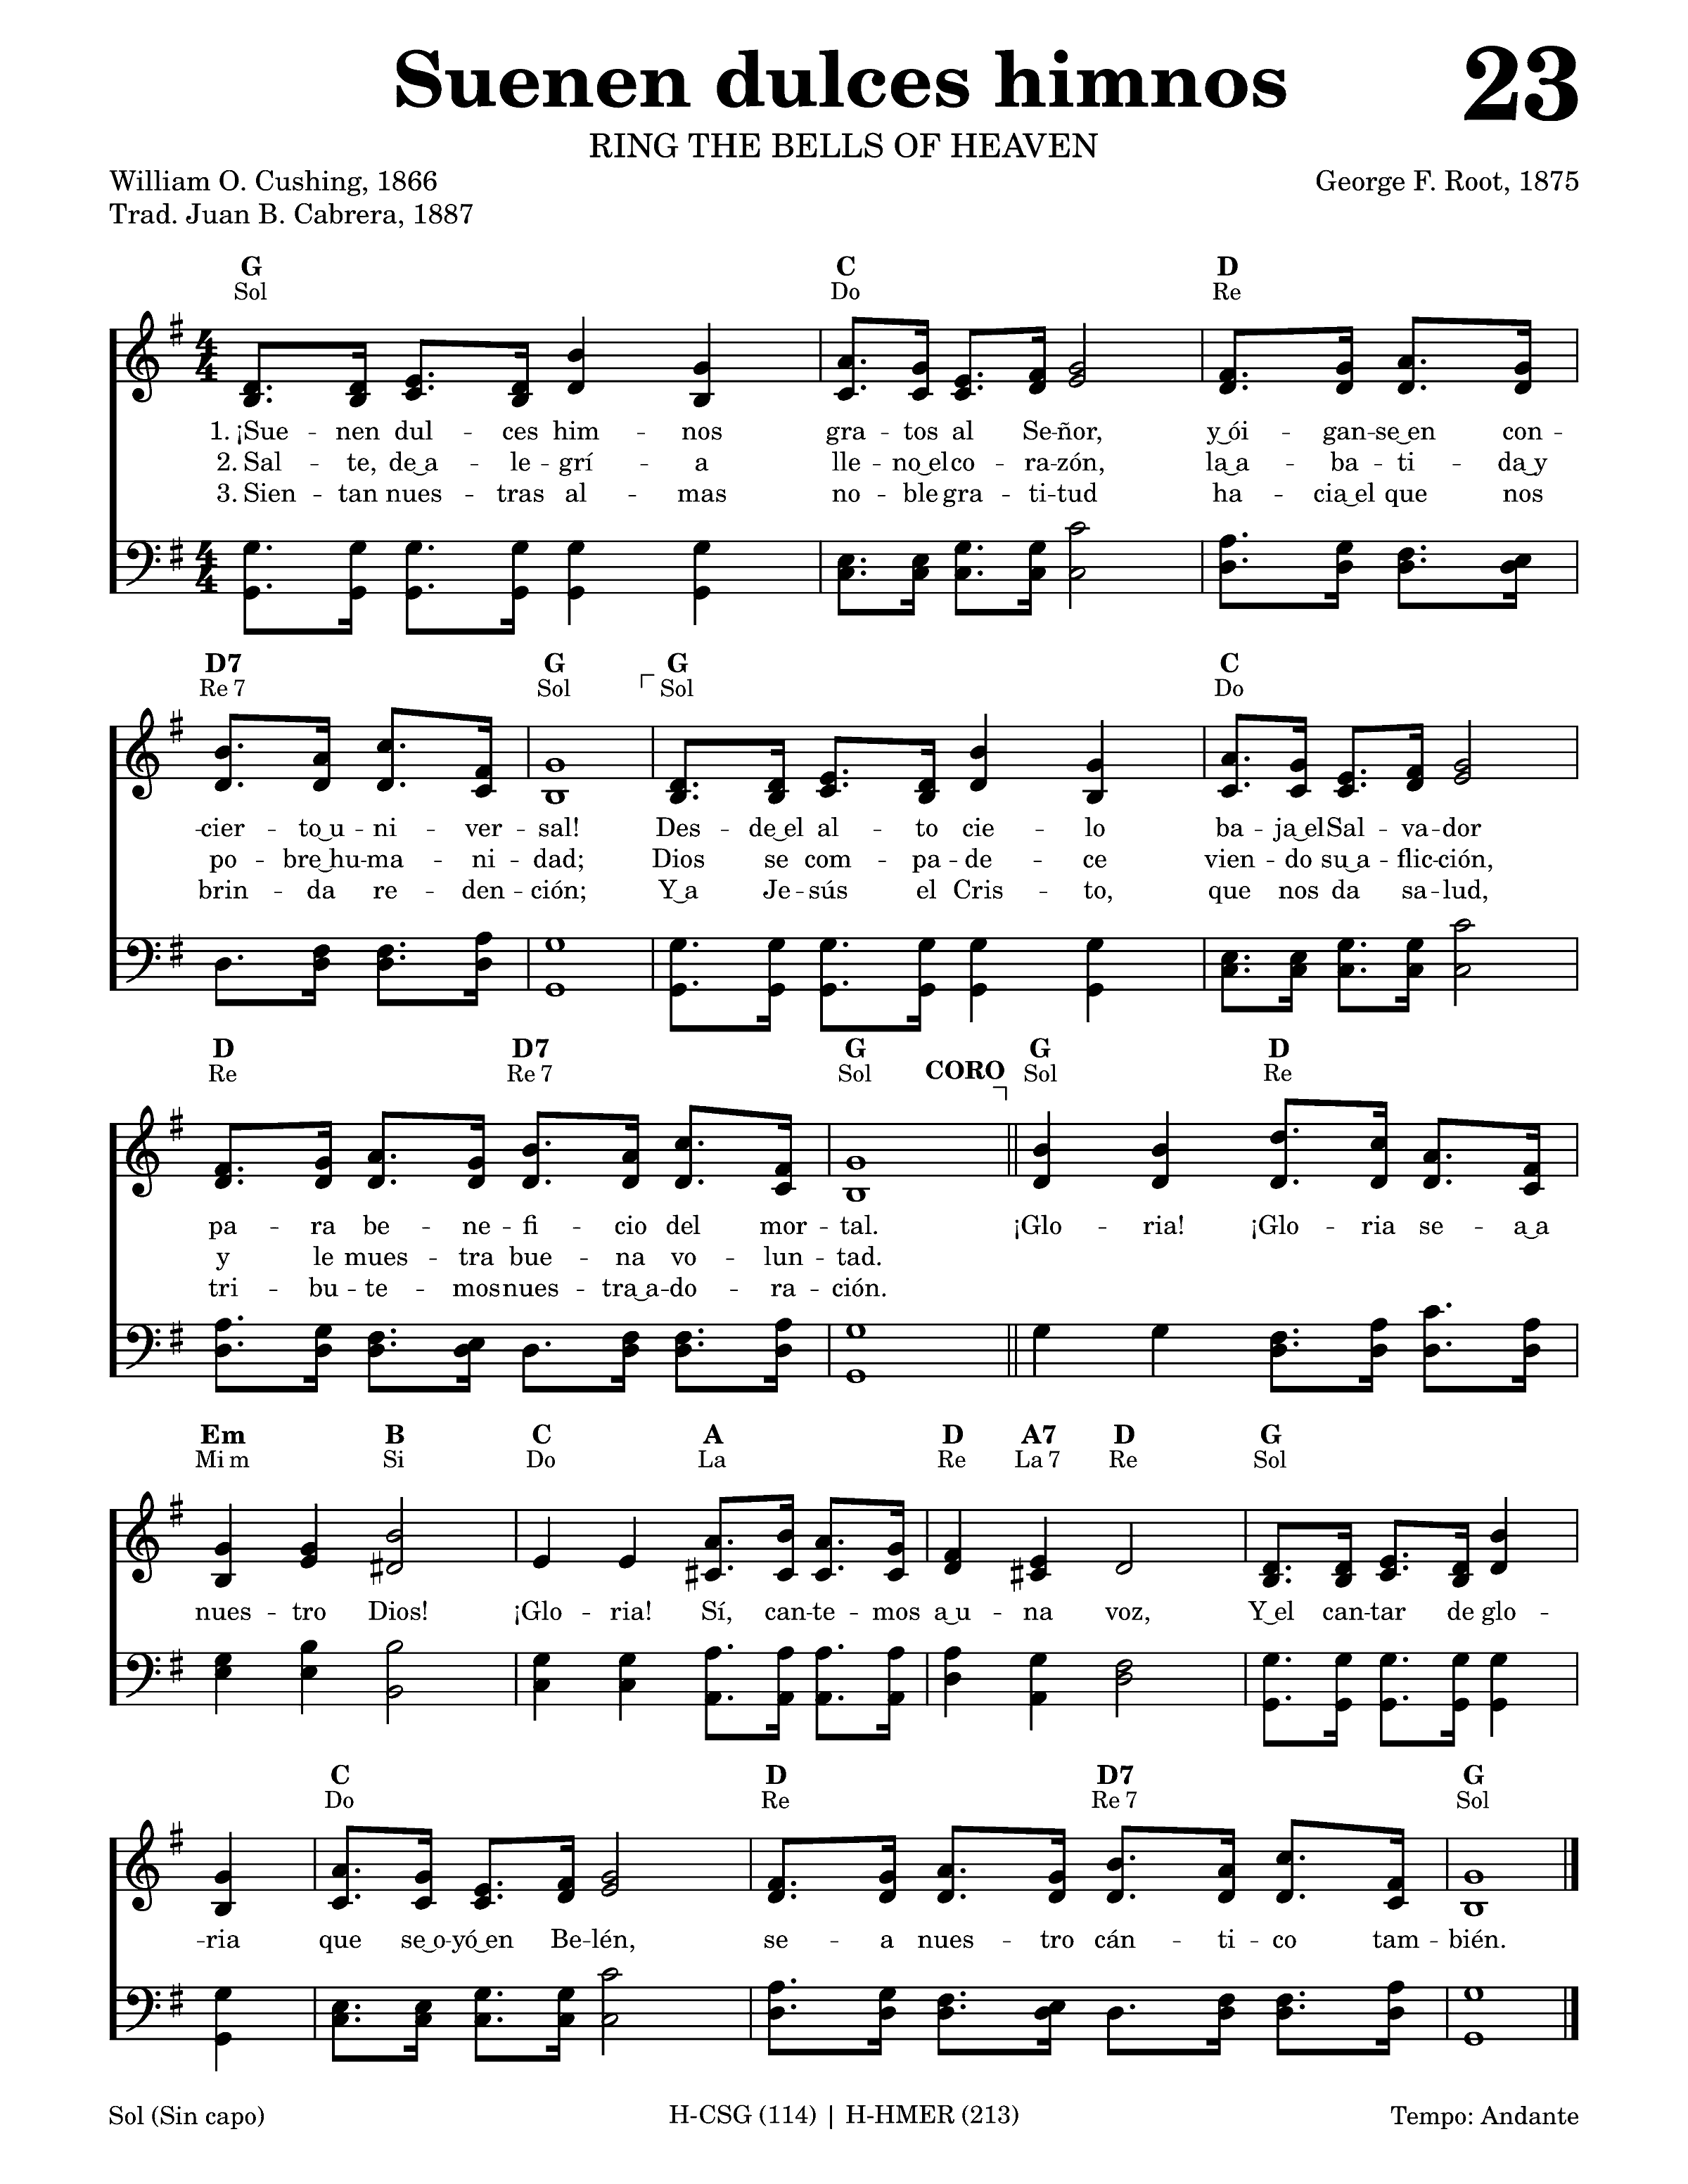 Suenen dulces himnos 23
RING THE BELLS OF HEAVEN
William O. Cushing, 1866 George F. Root, 1875
Trad. Juan B. Cabrera, 1887
G C D
Sol Do Re
1. ¡Sue - nen dul - ces him - nos gra - tos al Se - ñor, y‿ói - gan - se‿en con -
2. Sal - te, de‿a - le - grí - a lle - no‿el co - ra - zón, la‿a - ba - ti - da‿y
3. Sien - tan nues - tras al - mas no - ble gra - ti - tud ha - cia‿el que nos
D7 G G C
Re 7 Sol Sol Do
- cier - to‿u - ni - ver - sal! Des - de‿el al - to cie - lo ba - ja‿el Sal - va - dor
po - bre‿hu - ma - ni - dad; Dios se com - pa - de - ce vien - do su‿a - flic - ción,
brin - da re - den - ción; Y‿a Je - sús el Cris - to, que nos da sa - lud,
D D7 G G D
Re Re 7 Sol CORO Sol Re
pa - ra be - ne - fi - cio del mor - tal. ¡Glo - ria! ¡Glo - ria se - a‿a
y le mues - tra bue - na vo - lun - tad.
tri - bu - te - mos nues - tra‿a - do - ra - ción.
Em B C A D A7 D G
Mi m Si Do La Re La 7 Re Sol
nues - tro Dios! ¡Glo - ria! Sí, can - te - mos a‿u - na voz, Y‿el can - tar de glo -
C D D7 G
Do Re Re 7 Sol
- ria que se‿o - yó‿en Be - lén, se - a nues - tro cán - ti - co tam - bién.
Sol (Sin capo) H-CSG (114) | H-HMER (213) Tempo: Andante